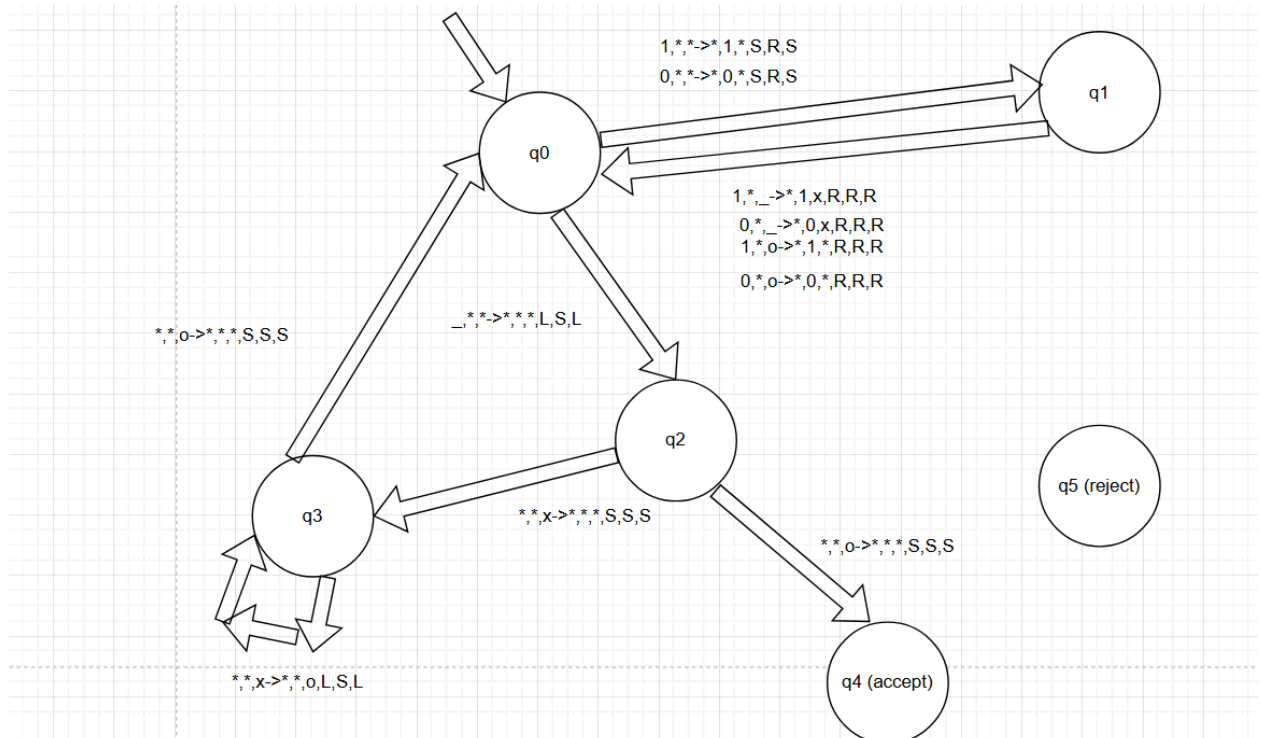 1,*,*->*,1,*,S,R,S
0,*,*->*,0,*,S,R,S
q1
q0
1,*,_->*,1,x,R,R,R
0,*,_->*,0,x,R,R,R
1,*,o->*,1,*,R,R,R
0,*,o->*,0,*,R,R,R
_,*,*->*,*,*,L,S,L
*,*,o->*,*,*,S,S,S
q2
q5 (reject)
q3
*,*,x->*,*,*,S,S,S
*,*,o->*,*,*,S,S,S
*,*,x->*,*,o,L,S,L
q4 (accept)